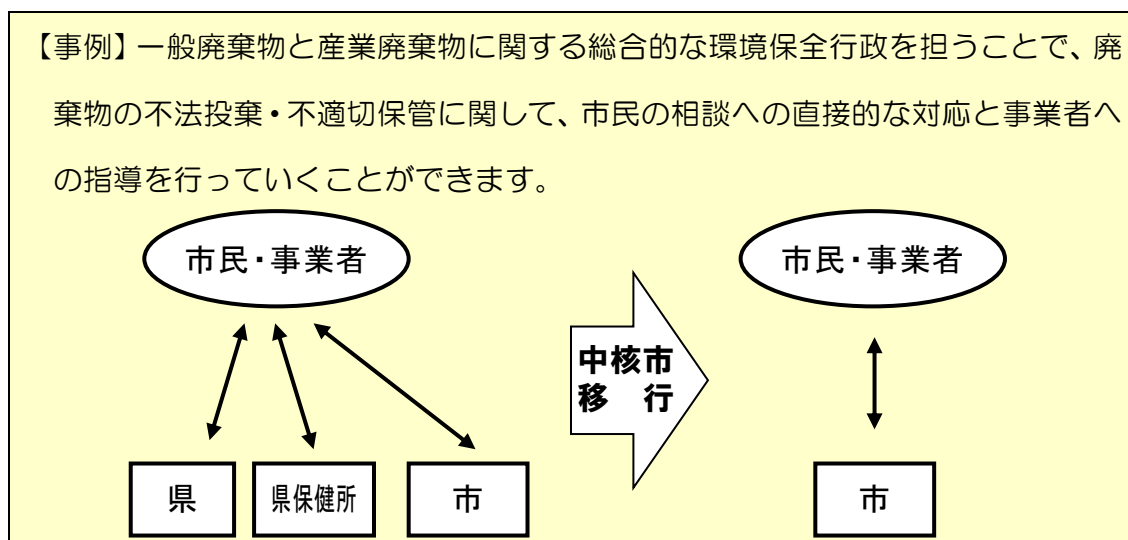 【事例】一般廃棄物と産業廃棄物に関する総合的な環境保全行政を担うことで、廃
棄物の不法投棄・不適切保管に関して、市民の相談への直接的な対応と事業者へ
の指導を行っていくことができます。
市民・事業者
市民・事業者
中核市
移　行
県
県保健所
市
市